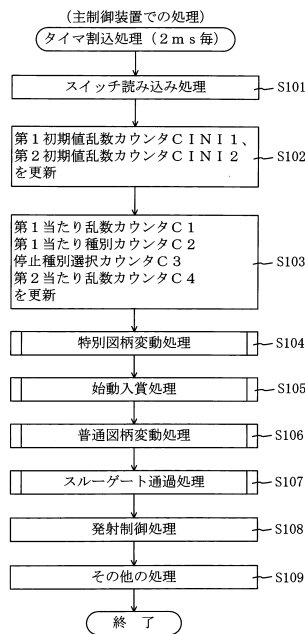 （主制御装置での処理）
タイマ割込処理（２ｍｓ毎）
スイッチ読み込み処理
S101
第１初期値乱数カウンタＣＩＮＩ１、
第２初期値乱数カウンタＣＩＮＩ２
を更新
S102
第１当たり乱数カウンタＣ１
第１当たり種別カウンタＣ２
停止種別選択カウンタＣ３
第２当たり乱数カウンタＣ４
を更新
S103
特別図柄変動処理
S104
始動入賞処理
S105
普通図柄変動処理
S106
スルーゲート通過処理
S107
発射制御処理
S108
その他の処理
S109
終　了